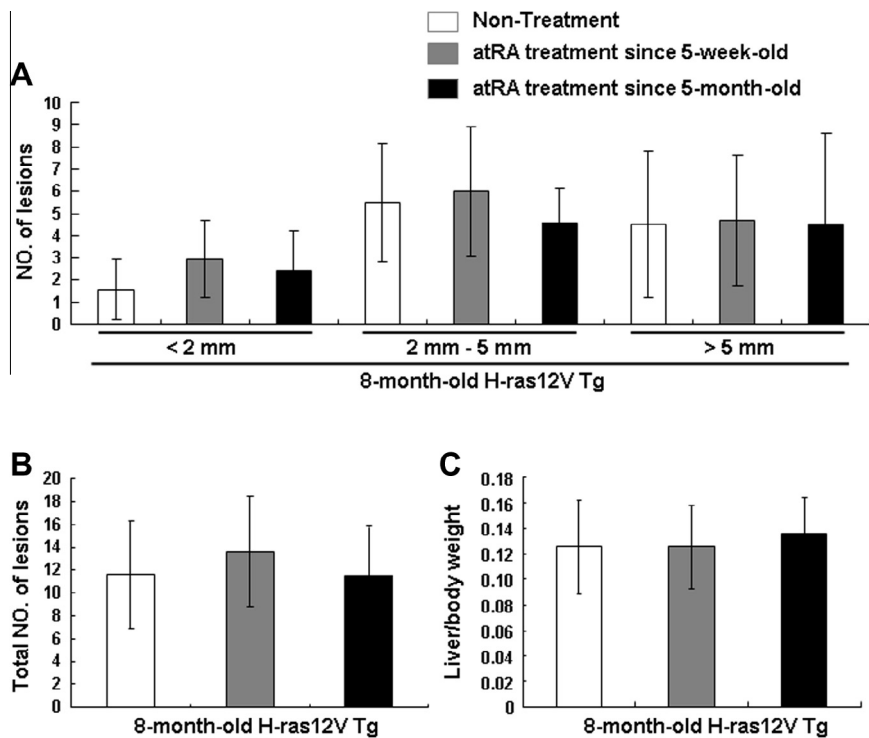 Non-Treatment
atRA treatment since 5-week-old
atRA treatment since 5-month-old
A
NO. of lesions
10
9
8
7
6
5
4
3
2
1
0
< 2 mm
2 mm - 5 mm
> 5 mm
8-month-old H-ras12V Tg
B
Total NO. of lesions
20
18
16
14
12
10
8
6
4
2
0
8-month-old H-ras12V Tg
C
Liver/body weight
0.18
0.16
0.14
0.12
0.10
0.08
0.06
0.04
0.02
0
8-month-old H-ras12V Tg